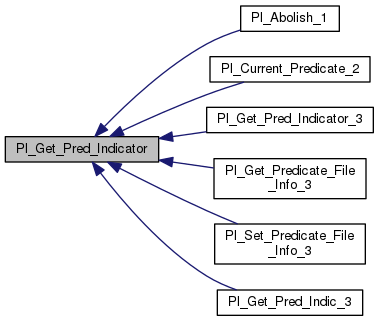 Pl_Abolish_1
Pl_Current_Predicate_2
Pl_Get_Pred_Indicator_3
Pl_Get_Pred_Indicator
Pl_Get_Predicate_File
_Info_3
Pl_Set_Predicate_File
_Info_3
Pl_Get_Pred_Indic_3